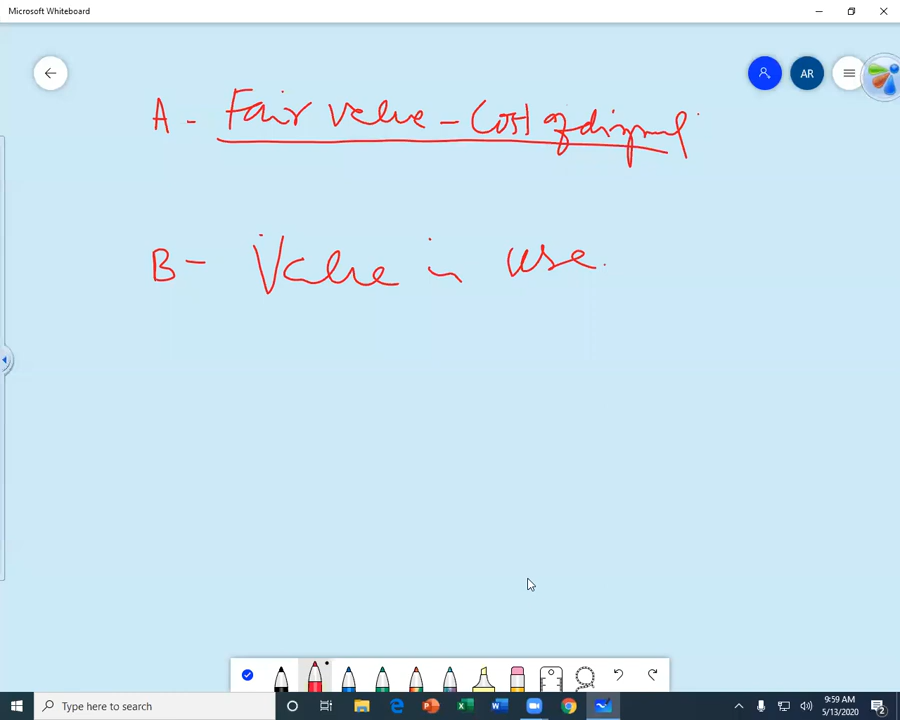 Microsoft Whiteboard
AR
A - Fair Value - Cost of disposal
B - Value in use.
Type here to search
9:59 AM
5/13/2020
2